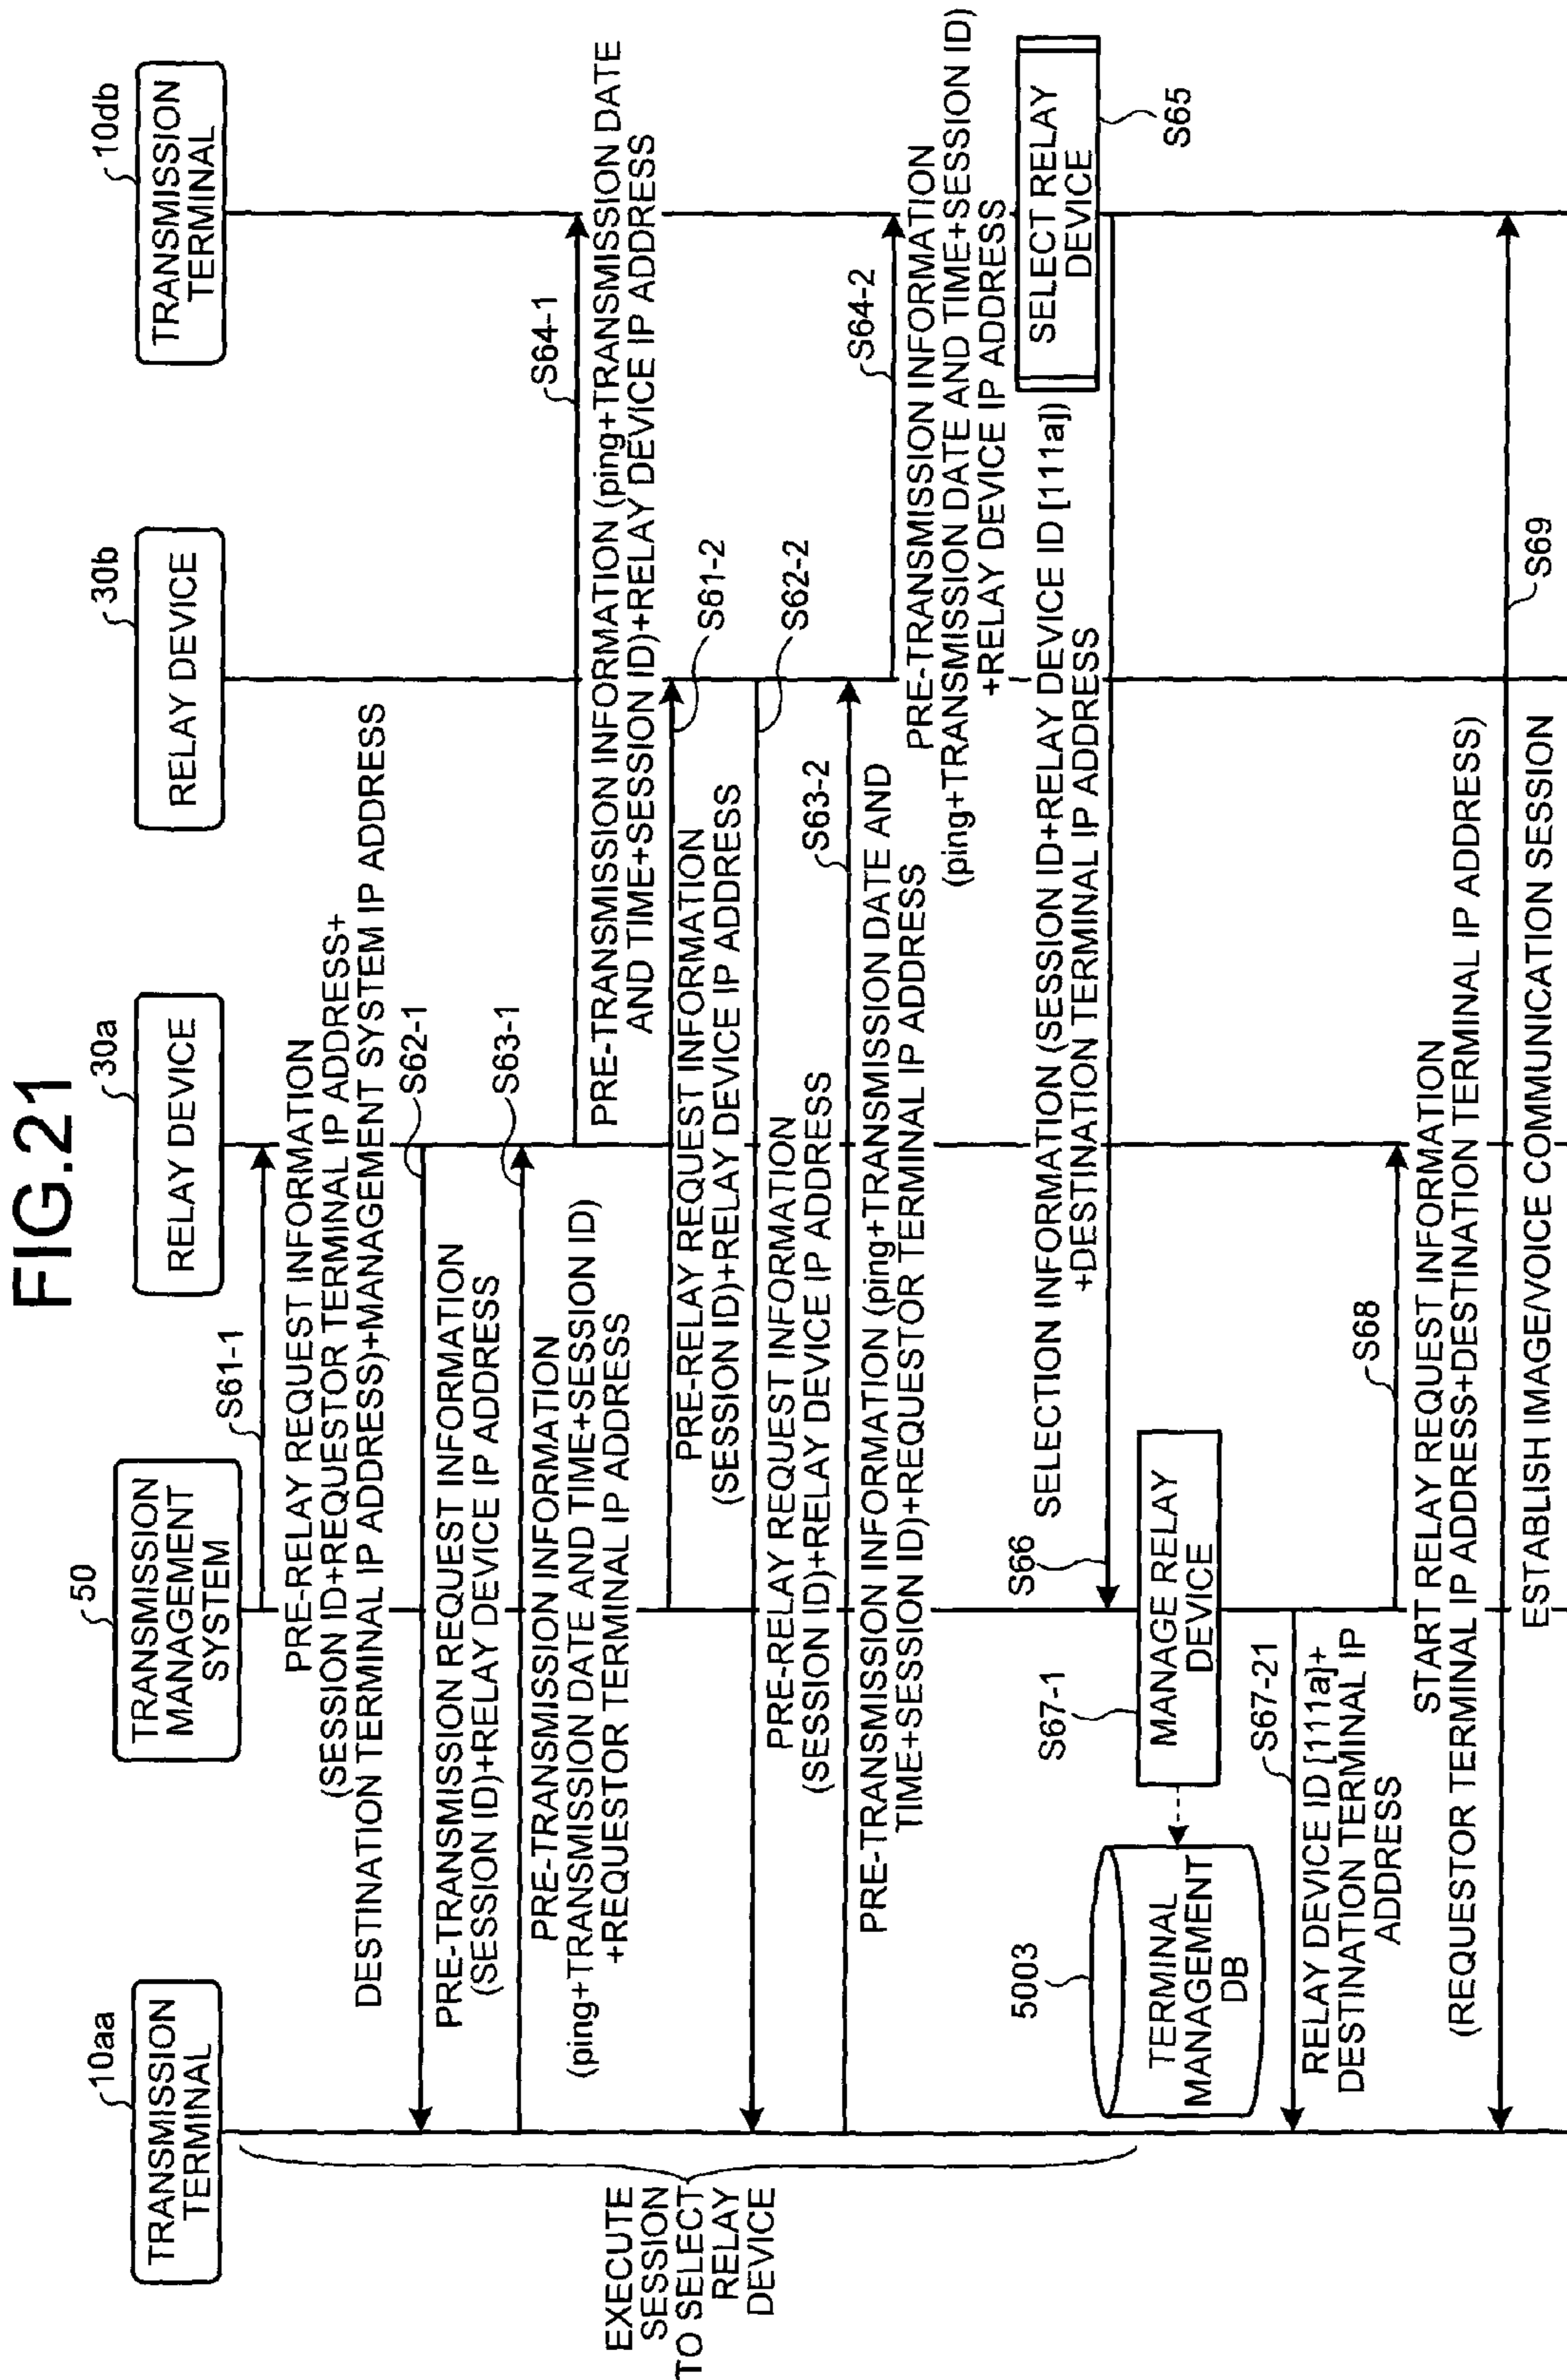 FIG.21
10aa
TRANSMISSION
TERMINAL
50
TRANSMISSION
MANAGEMENT
SYSTEM
30a
RELAY DEVICE
30b
RELAY DEVICE
10db
TRANSMISSION
TERMINAL
EXECUTE
SESSION
TO SELECT
RELAY
DEVICE
S61-1
PRE-RELAY REQUEST INFORMATION
(SESSION ID+REQUESTOR TERMINAL IP ADDRESS+
DESTINATION TERMINAL IP ADDRESS)+MANAGEMENT SYSTEM IP ADDRESS
S62-1
PRE-TRANSMISSION REQUEST INFORMATION
(SESSION ID)+RELAY DEVICE IP ADDRESS
S63-1
PRE-TRANSMISSION INFORMATION
(ping+TRANSMISSION DATE AND TIME+SESSION ID)
+REQUESTOR TERMINAL IP ADDRESS
S64-1
PRE-TRANSMISSION INFORMATION (ping+TRANSMISSION DATE
AND TIME+SESSION ID)+RELAY DEVICE IP ADDRESS
S61-2
PRE-RELAY REQUEST INFORMATION
(SESSION ID)+RELAY DEVICE IP ADDRESS
S62-2
PRE-RELAY REQUEST INFORMATION
(SESSION ID)+RELAY DEVICE IP ADDRESS
S63-2
PRE-TRANSMISSION INFORMATION (ping+TRANSMISSION DATE AND
TIME+SESSION ID)+REQUESTOR TERMINAL IP ADDRESS
S64-2
PRE-TRANSMISSION INFORMATION
(ping+TRANSMISSION DATE AND TIME+SESSION ID)
+RELAY DEVICE IP ADDRESS
SELECT RELAY
DEVICE
S65
S66
SELECTION INFORMATION (SESSION ID+RELAY DEVICE ID [111a])
+DESTINATION TERMINAL IP ADDRESS
S67-1
MANAGE RELAY
DEVICE
5003
TERMINAL
MANAGEMENT
DB
S67-21
RELAY DEVICE ID [111a]+
DESTINATION TERMINAL IP
ADDRESS
S68
START RELAY REQUEST INFORMATION
(REQUESTOR TERMINAL IP ADDRESS+DESTINATION TERMINAL IP ADDRESS)
S69
ESTABLISH IMAGE/VOICE COMMUNICATION SESSION